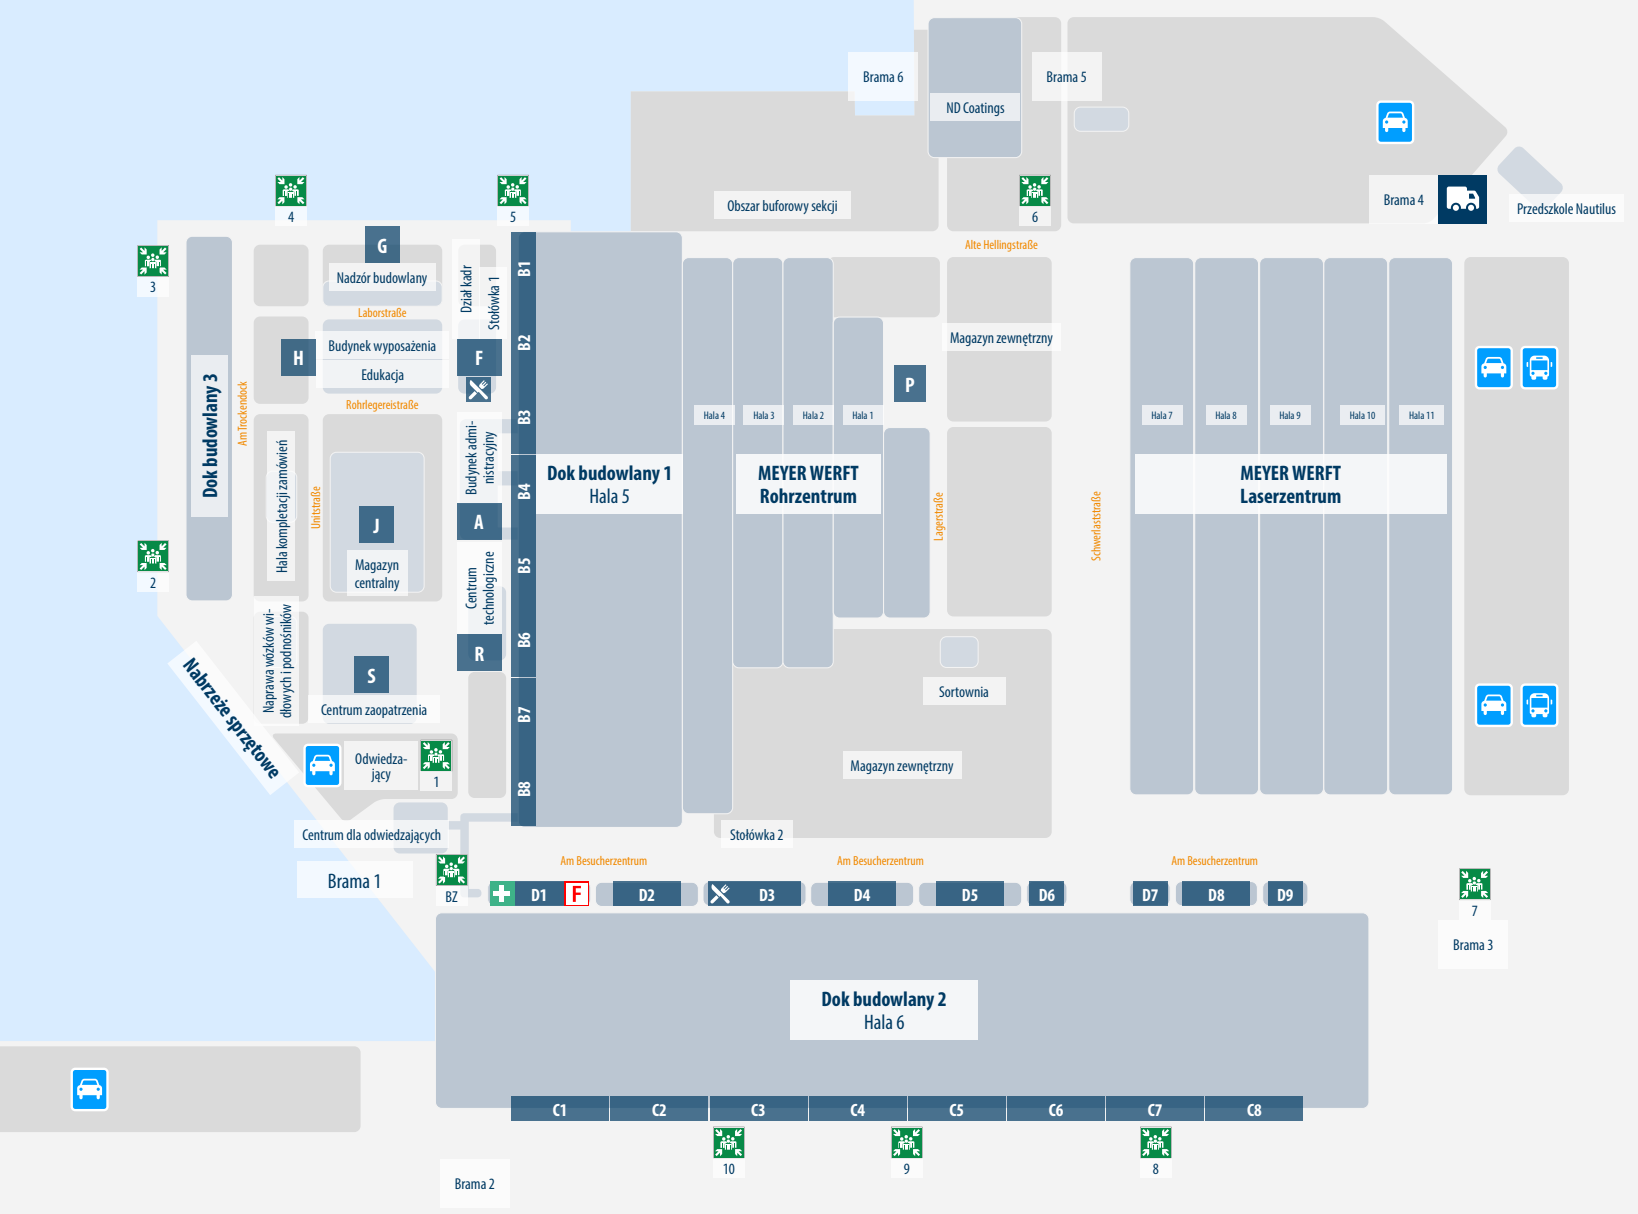 Brama 6
Brama 5
ND Coatings
Brama 4
Przedszkole Nautilus
Obszar buforowy sekcji
4
5
6
3
G
Nadzór budowlany
Laborstraße
Alte Hellingstraße
H
Budynek wyposażenia
Edukacja
Rohrlegereistraße
Dział kadr
Stołówka 1
F
B1
B2
B3
B4
B5
B6
B7
B8
Dok budowlany 3
Am Trockendock
Hala kompletacji zamówień
Unitstraße
J
Magazyn
centralny
Budynek admi-
nistracyjny
A
Centrum
technologiczne
R
2
Naprawa wózków wi-
dłowych i podnośników
S
Centrum zaopatrzenia
Nabrzeże sprzętowe
Odwiedza-
jący
1
Centrum dla odwiedzających
Brama 1
BZ
Dok budowlany 1
Hala 5
Hala 4
Hala 3
Hala 2
Hala 1
MEYER WERFT
Rohrzentrum
P
Magazyn zewnętrzny
Lagerstraße
Sortownia
Magazyn zewnętrzny
Stołówka 2
Schwerlaststraße
Hala 7
Hala 8
Hala 9
Hala 10
Hala 11
MEYER WERFT
Laserzentrum
Am Besucherzentrum
Am Besucherzentrum
Am Besucherzentrum
D1
F
D2
D3
D4
D5
D6
D7
D8
D9
7
Brama 3
Dok budowlany 2
Hala 6
C1
C2
C3
C4
C5
C6
C7
C8
10
9
8
Brama 2